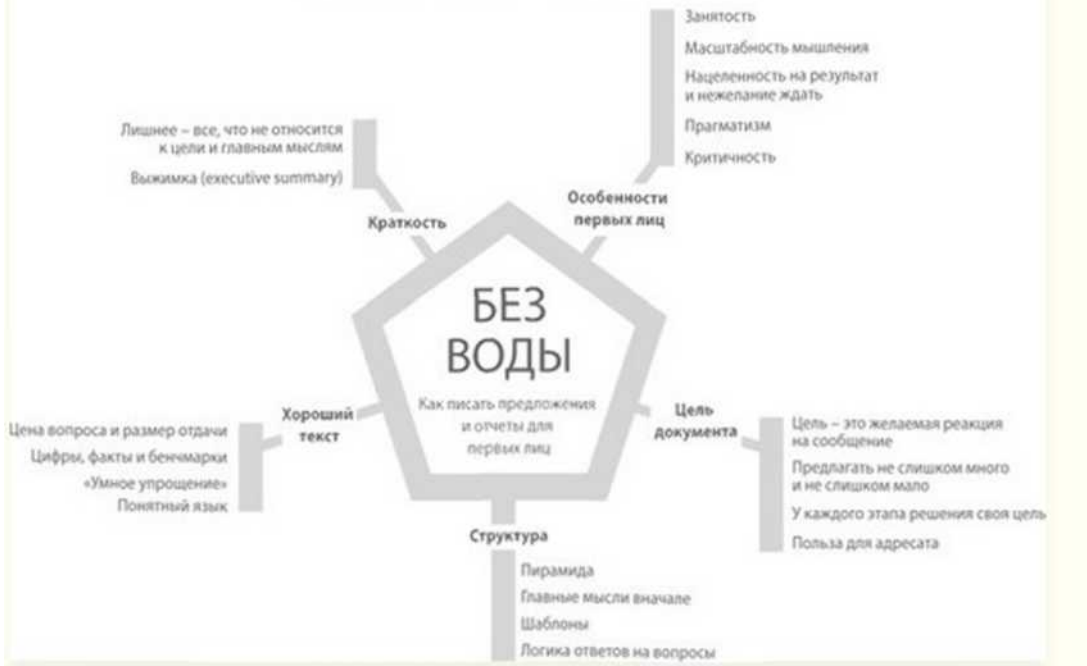 БЕЗ
ВОДЫ
Как писать предложения
и отчеты для
первых лиц
Особенности
первых лиц
Занятость
Масштабность мышления
Нацеленность на результат
и нежелание ждать
Прагматизм
Критичность
Цель
документа
Цель – это желаемая реакция
на сообщение
Предлагать не слишком много
и не слишком мало
У каждого этапа решения своя цель
Польза для адресата
Структура
Пирамида
Главные мысли вначале
Шаблоны
Логика ответов на вопросы
Хороший
текст
Цена вопроса и размер отдачи
Цифры, факты и бенчмарки
«Умное упрощение»
Понятный язык
Краткость
Лишнее – все, что не относится
к цели и главным мыслям
Выжимка (executive summary)